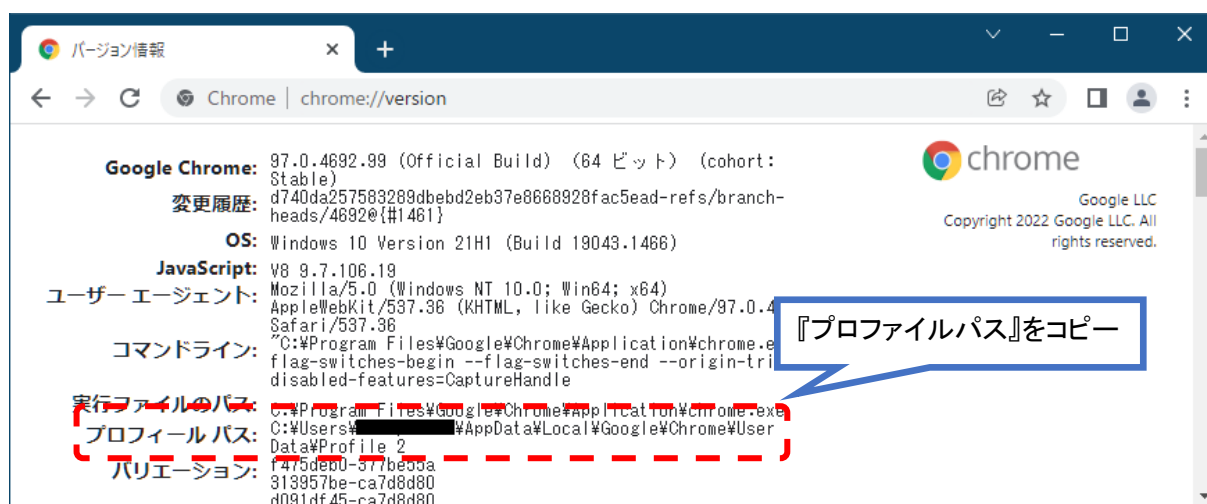 バージョン情報
Chrome | chrome://version
Google Chrome: 97.0.4692.99 (Official Build) (64 ビット) (cohort:
Stable)
変更履歴: d740da257583289dbebd2eb37e8668928fac5ead-refs/branch-
heads/4692@{#1461}
OS: Windows 10 Version 21H1 (Build 19043.1466)
JavaScript: V8 9.7.106.19
ユーザー エージェント: Mozilla/5.0 (Windows NT 10.0; Win64; x64)
AppleWebKit/537.36 (KHTML, like Gecko) Chrome/97.0.4
Safari/537.36
コマンドライン: "C:¥Program Files¥Google¥Chrome¥Application¥chrome.e
flag-switches-begin --flag-switches-end --origin-tri
disabled-features=CaptureHandle
実行ファイルのパス: C:¥Program Files¥Google¥Chrome¥Application¥chrome.exe
プロフィール パス: C:¥Users¥ ¥AppData¥Local¥Google¥Chrome¥User
Data¥Profile 2
バリエーション: f475deb0-377be55a
313957be-ca7d8d80
d091df45-ca7d8d80
chrome
Google LLC
Copyright 2022 Google LLC. All
rights reserved.
『プロファイルパス』をコピー